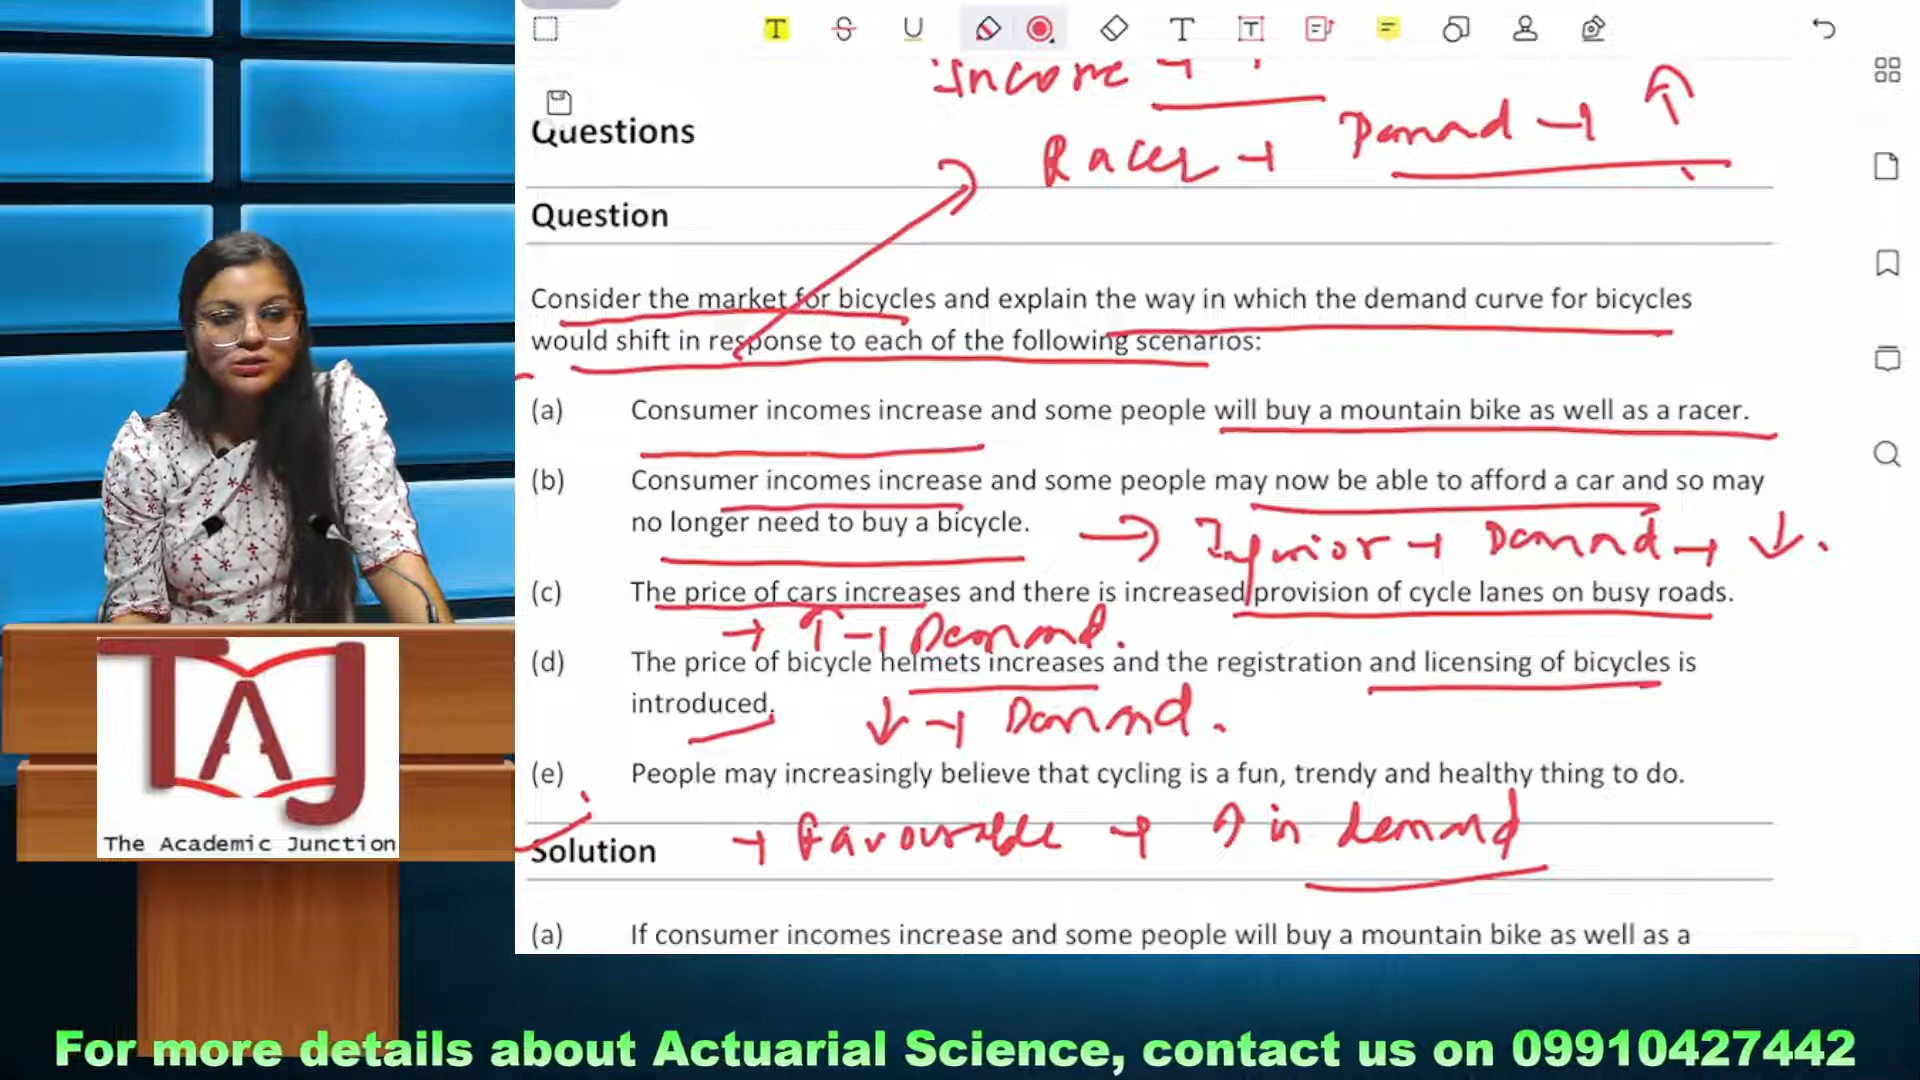 Income →
Racer → Demand → ↑
Questions
Question
Consider the market for bicycles and explain the way in which the demand curve for bicycles
would shift in response to each of the following scenarios:
(a) Consumer incomes increase and some people will buy a mountain bike as well as a racer.
(b) Consumer incomes increase and some people may now be able to afford a car and so may
no longer need to buy a bicycle.
→ Inferior → Demand → ↓.
(c) The price of cars increases and there is increased provision of cycle lanes on busy roads.
→ ↑ → Demand.
(d) The price of bicycle helmets increases and the registration and licensing of bicycles is
introduced.
↓ → Demand.
(e) People may increasingly believe that cycling is a fun, trendy and healthy thing to do.
→ favourable → ↑ in demand
Solution
(a) If consumer incomes increase and some people will buy a mountain bike as well as a
TAJ
The Academic Junction
For more details about Actuarial Science, contact us on 09910427442